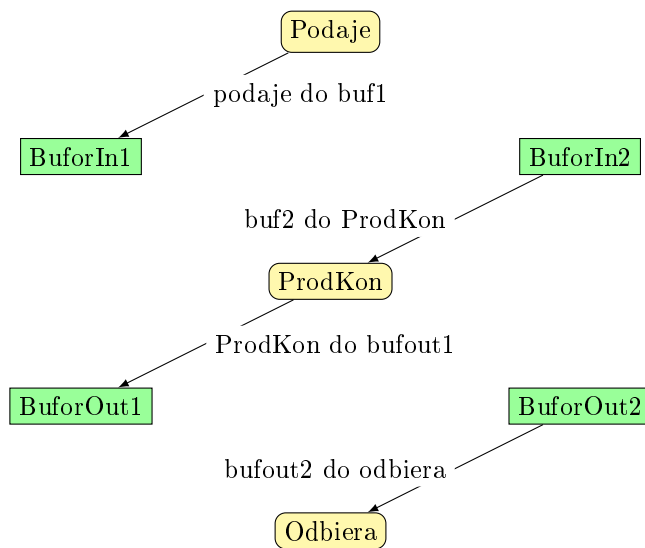 Podaje
podaje do buf1
BuforIn1
BuforIn2
buf2 do ProdKon
ProdKon
ProdKon do bufout1
BuforOut1
BuforOut2
bufout2 do odbiera
Odbiera